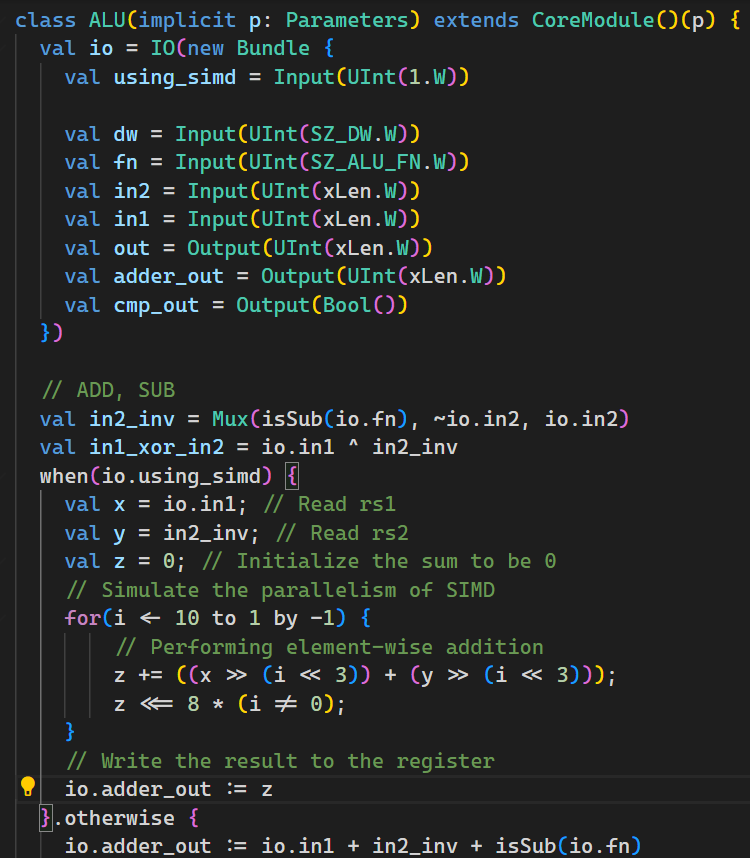 class ALU(implicit p: Parameters) extends CoreModule()(p) {
val io = IO(new Bundle {
val using_simd = Input(UInt(1.W))
val dw = Input(UInt(SZ_DW.W))
val fn = Input(UInt(SZ_ALU_FN.W))
val in2 = Input(UInt(xLen.W))
val in1 = Input(UInt(xLen.W))
val out = Output(UInt(xLen.W))
val adder_out = Output(UInt(xLen.W))
val cmp_out = Output(Bool())
})
// ADD, SUB
val in2_inv = Mux(isSub(io.fn), ~io.in2, io.in2)
val in1_xor_in2 = io.in1 ^ in2_inv
when(io.using_simd) {
val x = io.in1; // Read rs1
val y = in2_inv; // Read rs2
val z = 0; // Initialize the sum to be 0
// Simulate the parallelism of SIMD
for(i <- 10 to 1 by -1) {
// Performing element-wise addition
z += ((x >> (i << 3)) + (y >> (i << 3)));
z <<= 8 * (i != 0);
}
// Write the result to the register
io.adder_out := z
}.otherwise {
io.adder_out := io.in1 + in2_inv + isSub(io.fn)